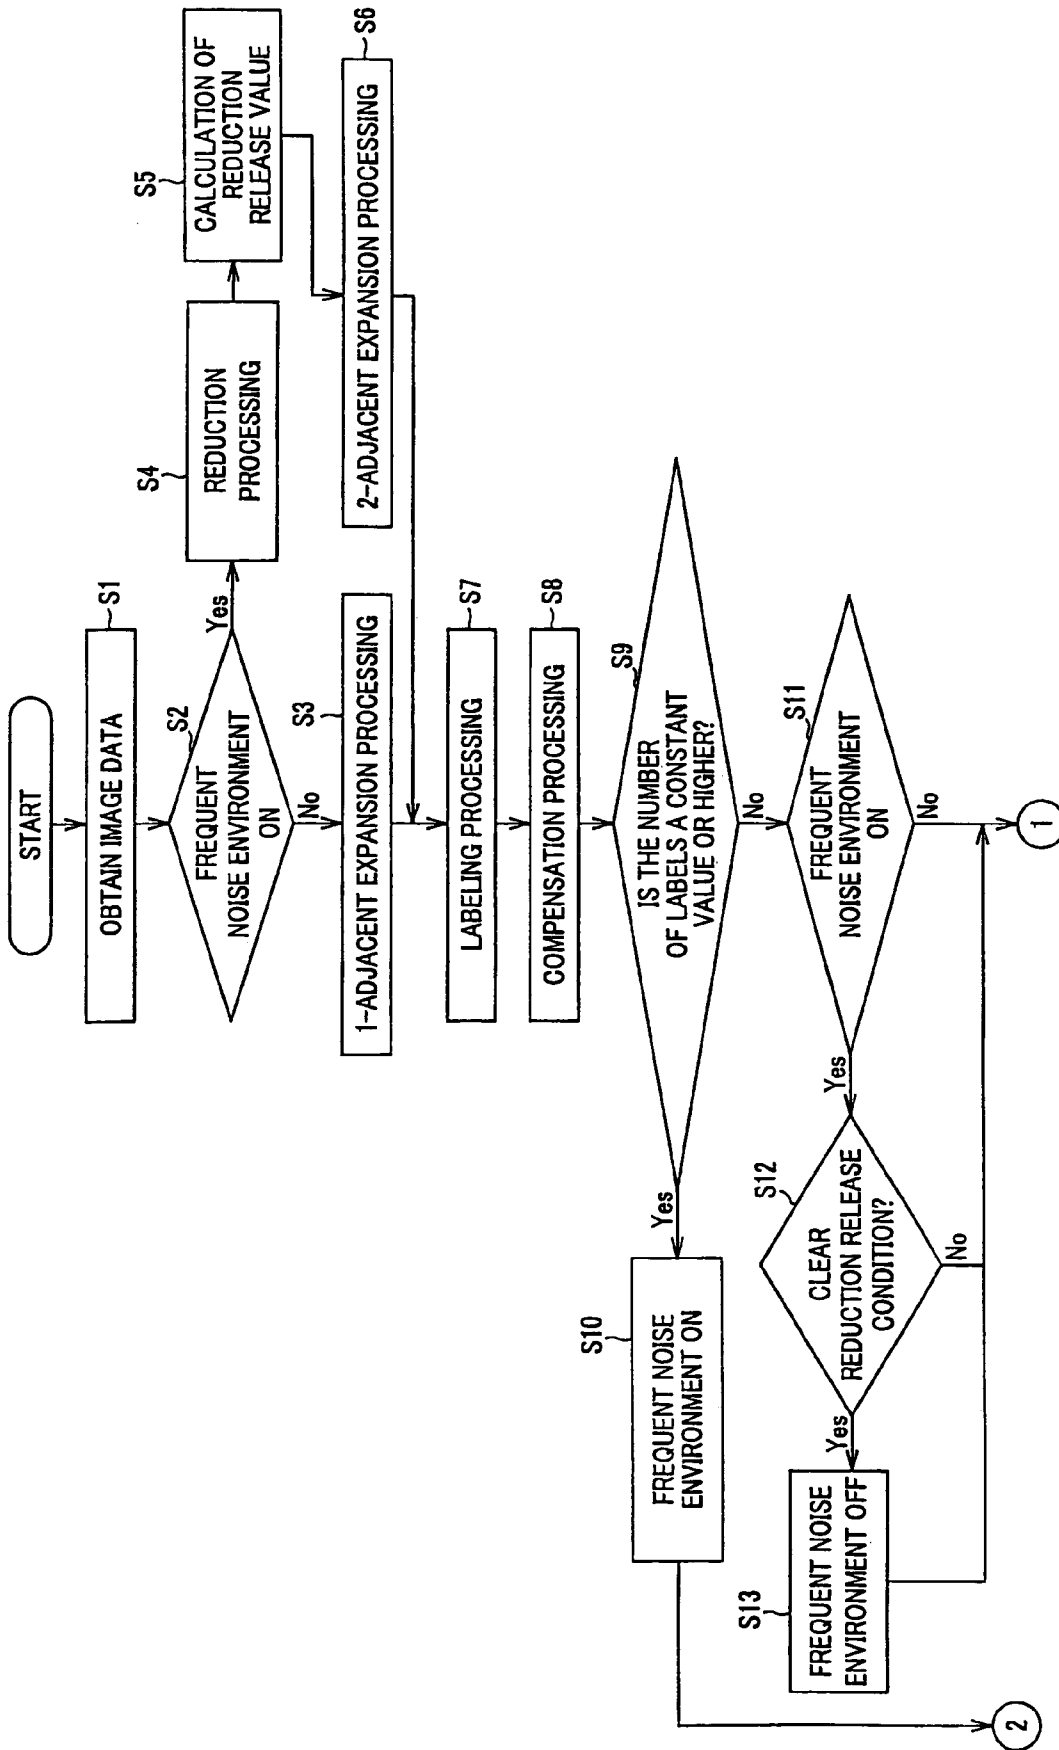 START
S1
OBTAIN IMAGE DATA
S2
FREQUENT
NOISE ENVIRONMENT
ON
Yes
No
S4
REDUCTION
PROCESSING
S5
CALCULATION OF
REDUCTION
RELEASE VALUE
S3
1-ADJACENT EXPANSION PROCESSING
S6
2-ADJACENT EXPANSION PROCESSING
S7
LABELING PROCESSING
S8
COMPENSATION PROCESSING
S9
IS THE NUMBER
OF LABELS A CONSTANT
VALUE OR HIGHER?
Yes
No
S10
FREQUENT NOISE
ENVIRONMENT ON
S11
FREQUENT
NOISE ENVIRONMENT
ON
Yes
No
S12
CLEAR
REDUCTION RELEASE
CONDITION?
Yes
No
S13
FREQUENT NOISE
ENVIRONMENT OFF
2
1